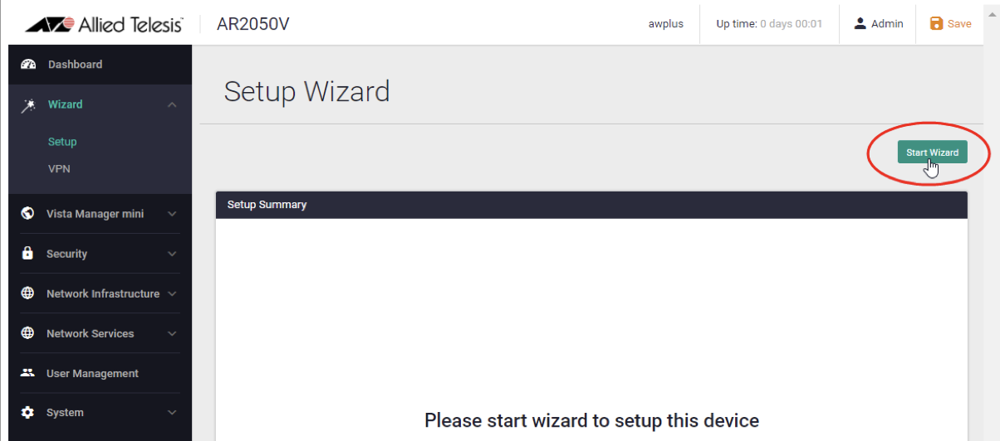 Allied Telesis AR2050V awplus Up time: 0 days 00:01 Admin Save
Dashboard
Setup Wizard
Wizard
Setup
Start Wizard
VPN
Setup Summary
Vista Manager mini
Security
Network Infrastructure
Network Services
User Management
System
Please start wizard to setup this device